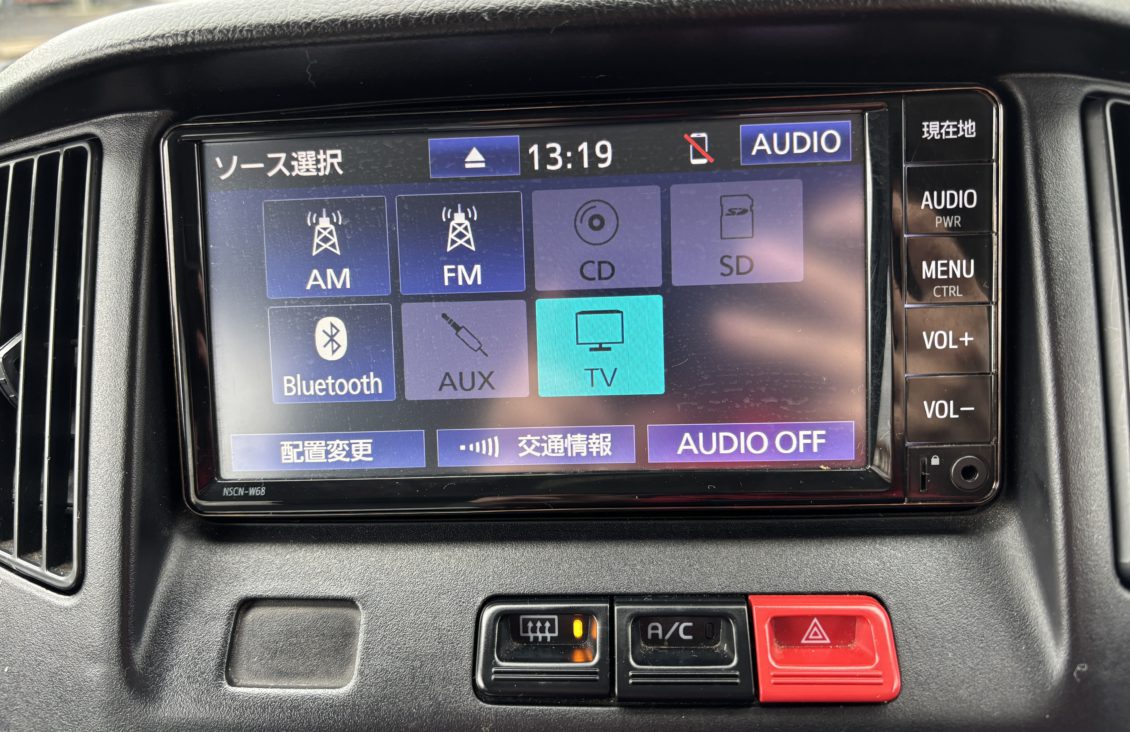 ソース選択
13:19
AUDIO
現在地
AM
FM
CD
SD
SD
AUDIO
PWR
MENU
CTRL
Bluetooth
AUX
TV
VOL+
VOL-
配置変更
交通情報
AUDIO OFF
NSCN-W68
A/C